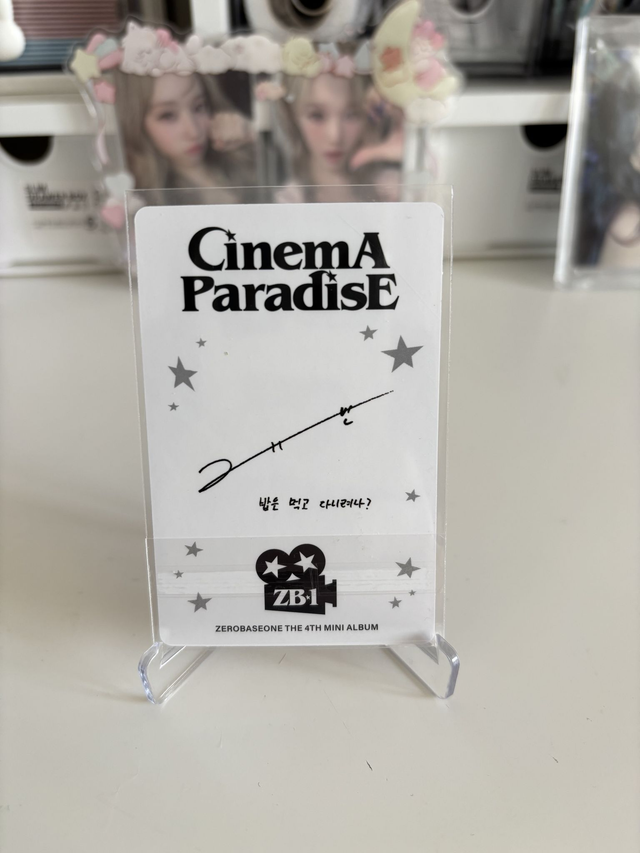 CinemA
ParadisE
밥은 먹고 다니려나?
ZB1
ZEROBASEONE THE 4TH MINI ALBUM